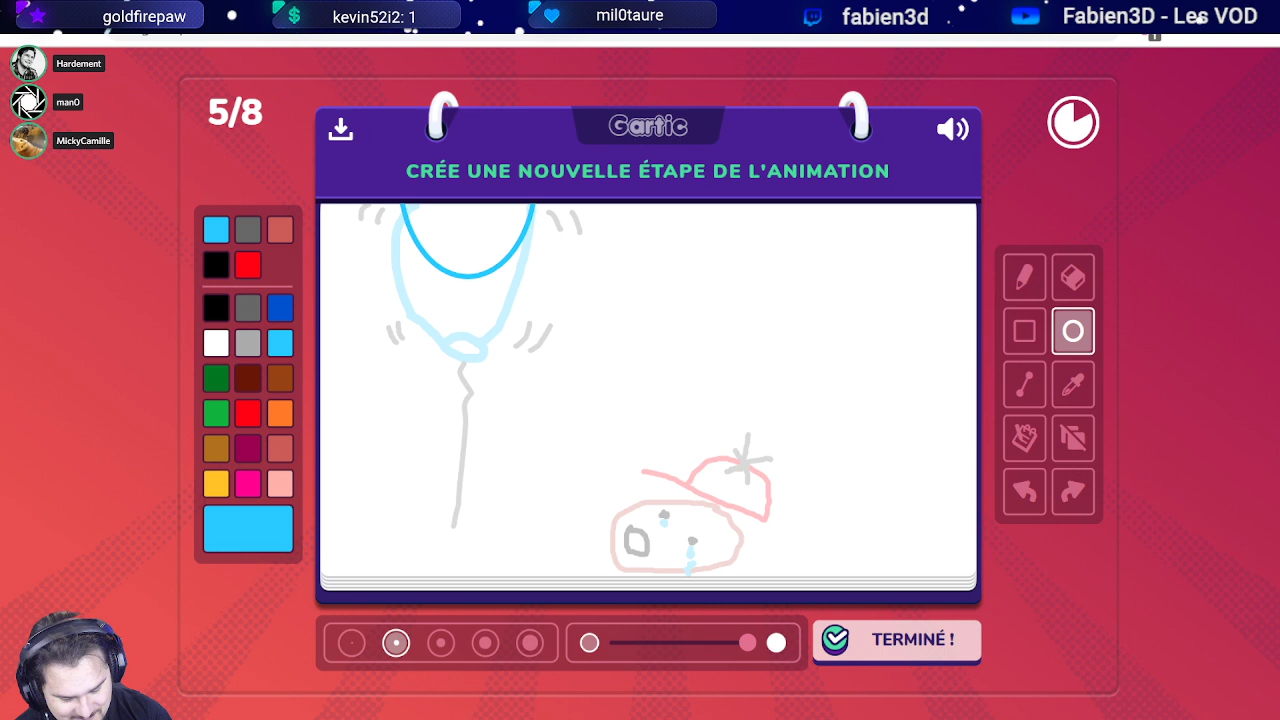 goldfirepaw
kevin52i2: 1
mil0taure
fabien3d
Fabien3D - Les VOD
Hardement
man0
MickyCamille
5/8
Gartic
CRÉE UNE NOUVELLE ÉTAPE DE L'ANIMATION
TERMINÉ !